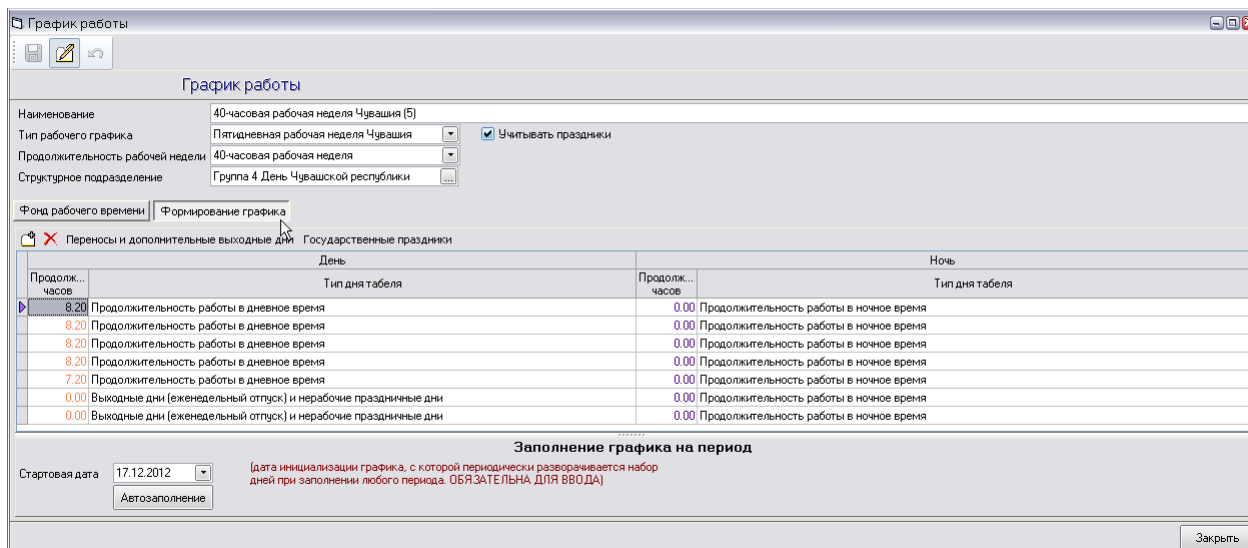 График работы
График работы
Наименование 40-часовая рабочая неделя Чувашия (5)
Тип рабочего графика Пятидневная рабочая неделя Чувашия Учитывать праздники
Продолжительность рабочей недели 40-часовая рабочая неделя
Структурное подразделение Группа 4 День Чувашской республики ...
Фонд рабочего времени Формирование графика
Переносы и дополнительные выходные дни Государственные праздники
День Ночь
Продолж... часов Тип дня табеля Продолж... часов Тип дня табеля
8.20 Продолжительность работы в дневное время 0.00 Продолжительность работы в ночное время
8.20 Продолжительность работы в дневное время 0.00 Продолжительность работы в ночное время
8.20 Продолжительность работы в дневное время 0.00 Продолжительность работы в ночное время
8.20 Продолжительность работы в дневное время 0.00 Продолжительность работы в ночное время
7.20 Продолжительность работы в дневное время 0.00 Продолжительность работы в ночное время
0.00 Выходные дни (еженедельный отпуск) и нерабочие праздничные дни 0.00 Продолжительность работы в ночное время
0.00 Выходные дни (еженедельный отпуск) и нерабочие праздничные дни 0.00 Продолжительность работы в ночное время
Заполнение графика на период
Стартовая дата 17.12.2012 (дата инициализации графика, с которой периодически разворачивается набор
дней при заполнении любого периода. ОБЯЗАТЕЛЬНА ДЛЯ ВВОДА)
Автозаполнение
Закрыть